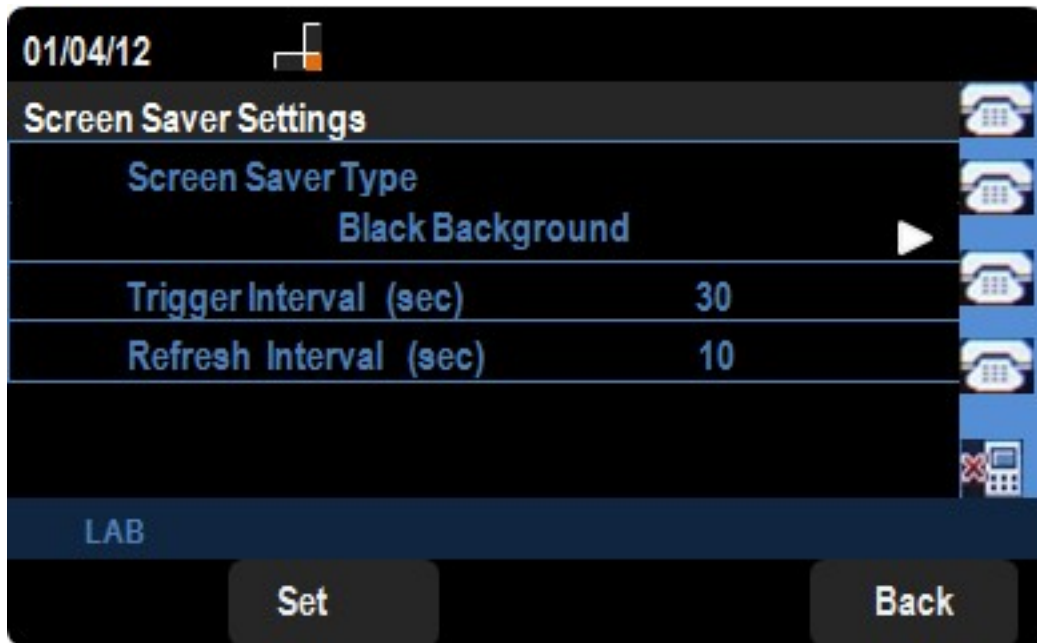 01/04/12
Screen Saver Settings
Screen Saver Type
Black Background
Trigger Interval (sec) 30
Refresh Interval (sec) 10
LAB
Set Back